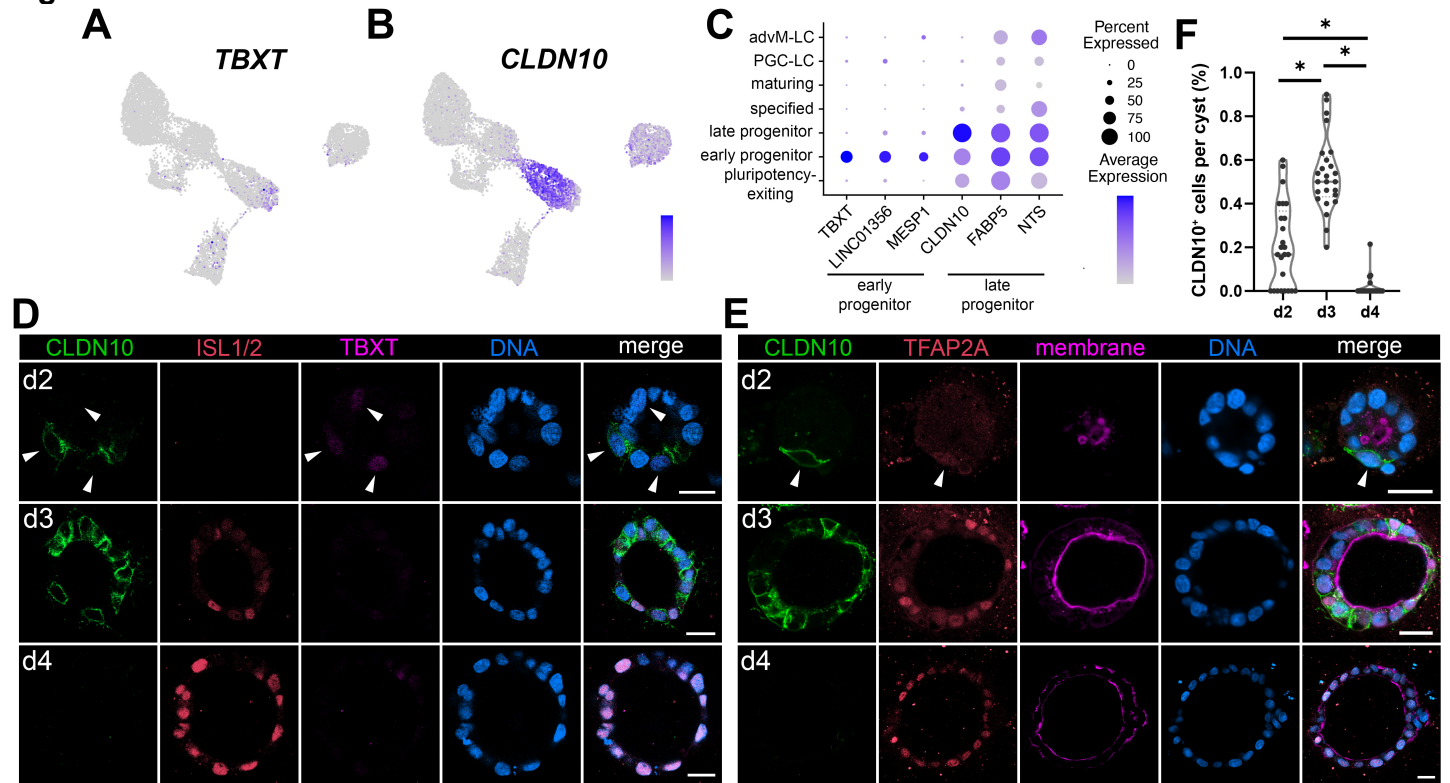 A
TBXT
B
CLDN10
C
advM-LC
PGC-LC
maturing
specified
late progenitor
early progenitor
pluripotency-
exiting
TBXT
LINC01356
MESP1
CLDN10
FABP5
NTS
early
progenitor
late
progenitor
Percent
Expressed
0
25
50
75
100
Average
Expression
F
*
*
*
CLDN10⁺ cells per cyst (%)
1.0
0.8
0.6
0.4
0.2
0.0
d2
d3
d4
D
CLDN10
ISL1/2
TBXT
DNA
merge
d2
d3
d4
E
CLDN10
TFAP2A
membrane
DNA
merge
d2
d3
d4